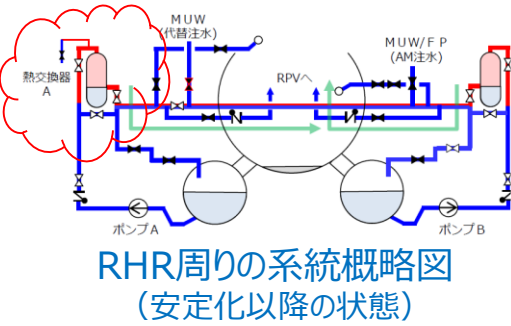 MUW
(代替注水)
MUW/FP
(AM注水)
熱交換器
A
RPVへ
ポンプA
ポンプB
RHR周りの系統概略図
（安定化以降の状態）